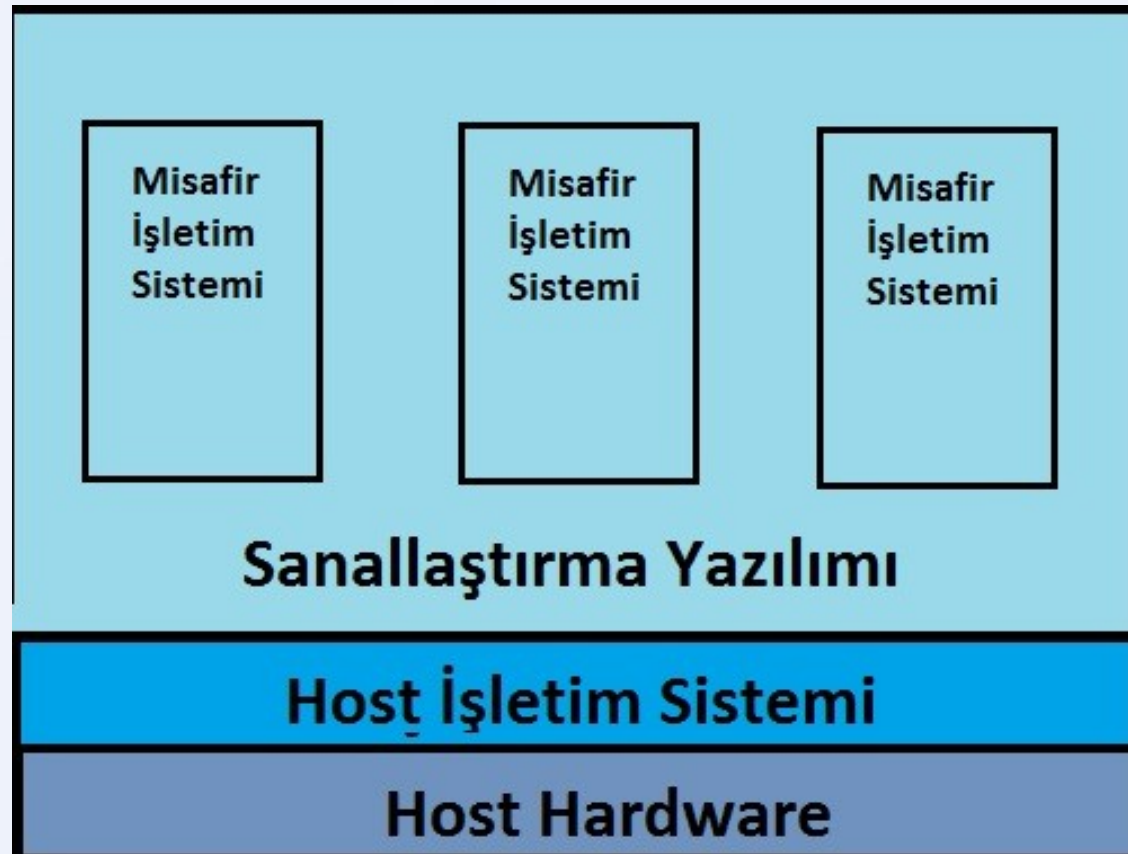 Misafir
İşletim
Sistemi
Misafir
İşletim
Sistemi
Misafir
İşletim
Sistemi
Sanallaştırma Yazılımı
Host İşletim Sistemi
Host Hardware